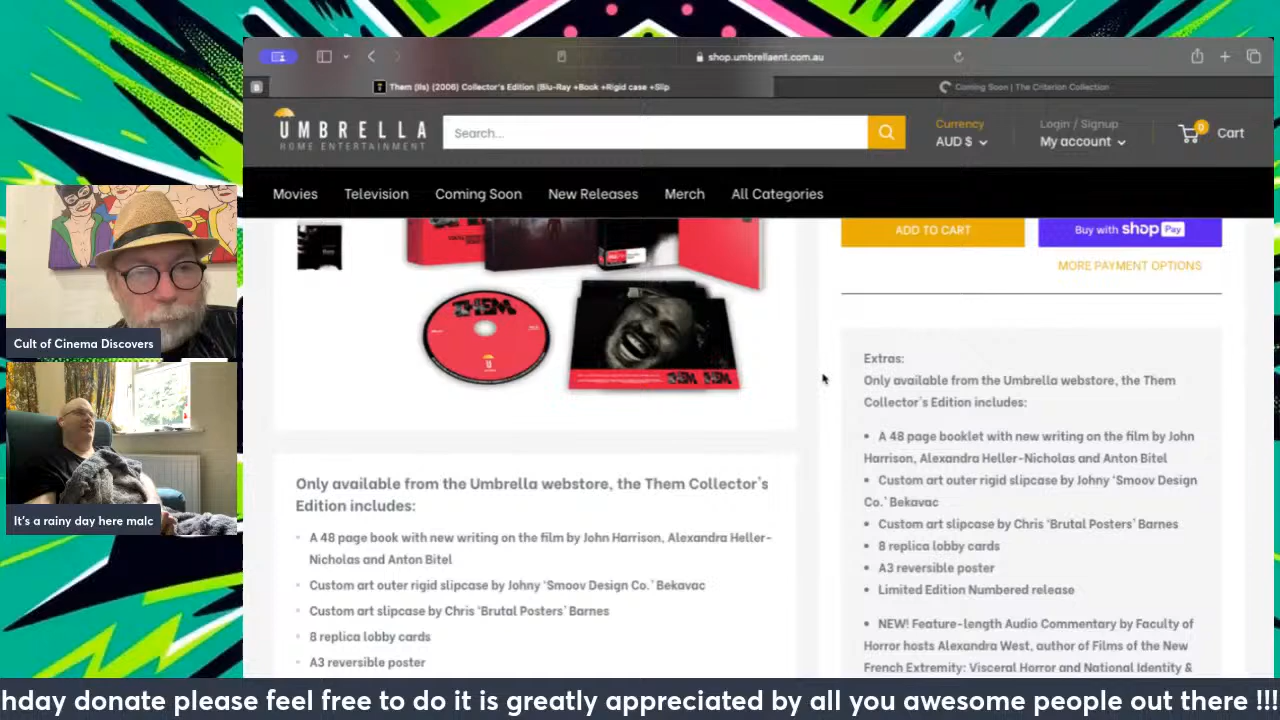 shop.umbrellaent.com.au
Them (Ils) (2006) Collector's Edition (Blu-Ray +Book +Rigid case +Slip
Coming Soon | The Criterion Collection
UMBRELLA
HOME ENTERTAINMENT
Search...
Currency
AUD $
Login / Signup
My account
0
Cart
Movies
Television
Coming Soon
New Releases
Merch
All Categories
ADD TO CART
Buy with shop Pay
MORE PAYMENT OPTIONS
THEM
THEM THEM
Cult of Cinema Discovers
It's a rainy day here malc
Only available from the Umbrella webstore, the Them Collector's
Edition includes:
A 48 page book with new writing on the film by John Harrison, Alexandra Heller-
Nicholas and Anton Bitel
Custom art outer rigid slipcase by Johny 'Smoov Design Co.' Bekavac
Custom art slipcase by Chris 'Brutal Posters' Barnes
8 replica lobby cards
A3 reversible poster
Extras:
Only available from the Umbrella webstore, the Them
Collector's Edition includes:
• A 48 page booklet with new writing on the film by John
Harrison, Alexandra Heller-Nicholas and Anton Bitel
• Custom art outer rigid slipcase by Johny 'Smoov Design
Co.' Bekavac
• Custom art slipcase by Chris 'Brutal Posters' Barnes
• 8 replica lobby cards
• A3 reversible poster
• Limited Edition Numbered release
• NEW! Feature-length Audio Commentary by Faculty of
Horror hosts Alexandra West, author of Films of the New
French Extremity: Visceral Horror and National Identity &
hday donate please feel free to do it is greatly appreciated by all you awesome people out there !!!